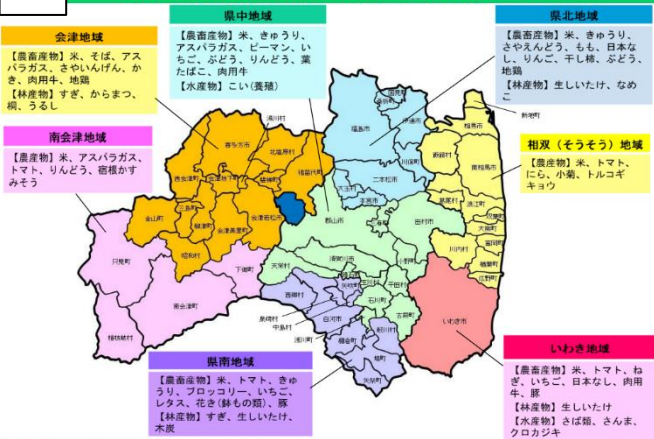 会津地域
【農畜産物】米、そば、アス
パラガス、さやいんげん、か
き、肉用牛、地鶏
【林産物】すぎ、からまつ、
桐、うるし
県中地域
【農畜産物】米、きゅうり、
アスパラガス、ピーマン、い
ちご、ぶどう、りんどう、葉
たばこ、肉用牛
【水産物】こい(養殖)
県北地域
【農畜産物】米、きゅうり、
さやえんどう、もも、日本な
し、りんご、干し柿、ぶどう、
地鶏
【林産物】生しいたけ、なめ
こ
南会津地域
【農産物】米、アスパラガス、
トマト、りんどう、宿根かす
みそう
相双（そうそう）地域
【農産物】米、トマト、
にら、小菊、トルコギ
キョウ
県南地域
【農畜産物】米、トマト、きゅ
うり、ブロッコリー、いちご、
レタス、花き(鉢もの類)、豚
【林産物】すぎ、生しいたけ、
木炭
いわき地域
【農畜産物】米、トマト、ね
ぎ、いちご、日本なし、肉用
牛、豚
【林産物】生しいたけ
【水産物】さば類、さんま、
クロカジキ
湯川村
喜多方市
北塩原村
西会津町
会津坂下町
磐梯町
猪苗代町
金山町
三島町
柳津町
会津美里町
会津若松市
昭和村
只見町
南会津町
下郷町
檜枝岐村
国見町
桑折町
福島市
伊達市
川俣町
二本松市
大玉村
本宮市
新地町
相馬市
飯舘村
南相馬市
葛尾村
浪江町
双葉町
大熊町
富岡町
川内村
楢葉町
広野町
郡山市
三春町
田村市
小野町
天栄村
須賀川市
鏡石町
玉川村
平田村
石川町
古殿町
西郷村
矢吹町
泉崎村
中島村
白河市
浅川町
棚倉町
鮫川村
塙町
矢祭町
いわき市